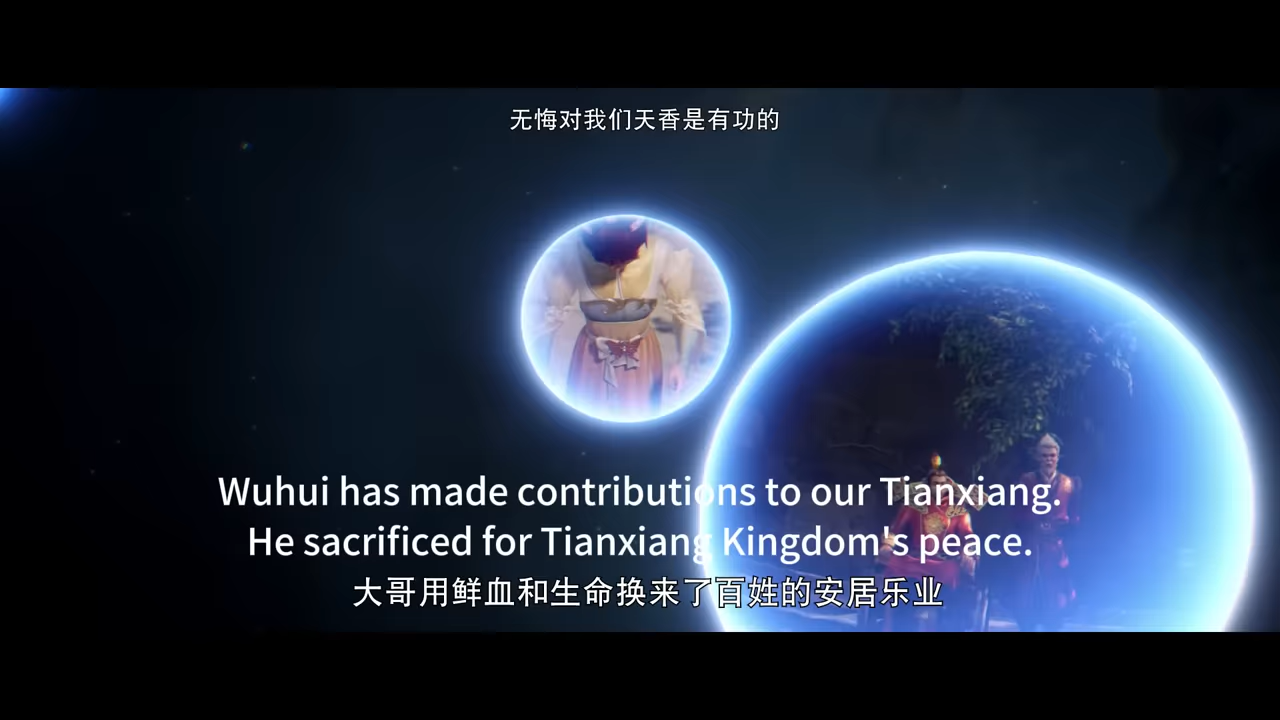 无悔对我们天香是有功的
Wuhui has made contributions to our Tianxiang.
He sacrificed for Tianxiang Kingdom's peace.
大哥用鲜血和生命换来了百姓的安居乐业